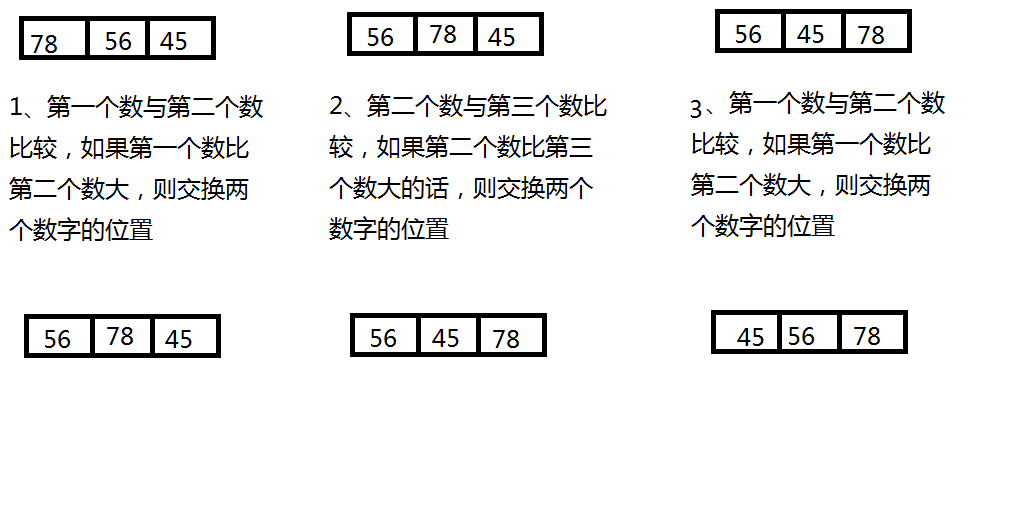 78 56 45
1、第一个数与第二个数
比较，如果第一个数比
第二个数大，则交换两
个数字的位置
56 78 45
56 78 45
2、第二个数与第三个数比
较，如果第二个数比第三
个数大的话，则交换两个
数字的位置
56 45 78
56 45 78
3、第一个数与第二个数
比较，如果第一个数比
第二个数大，则交换两
个数字的位置
45 56 78